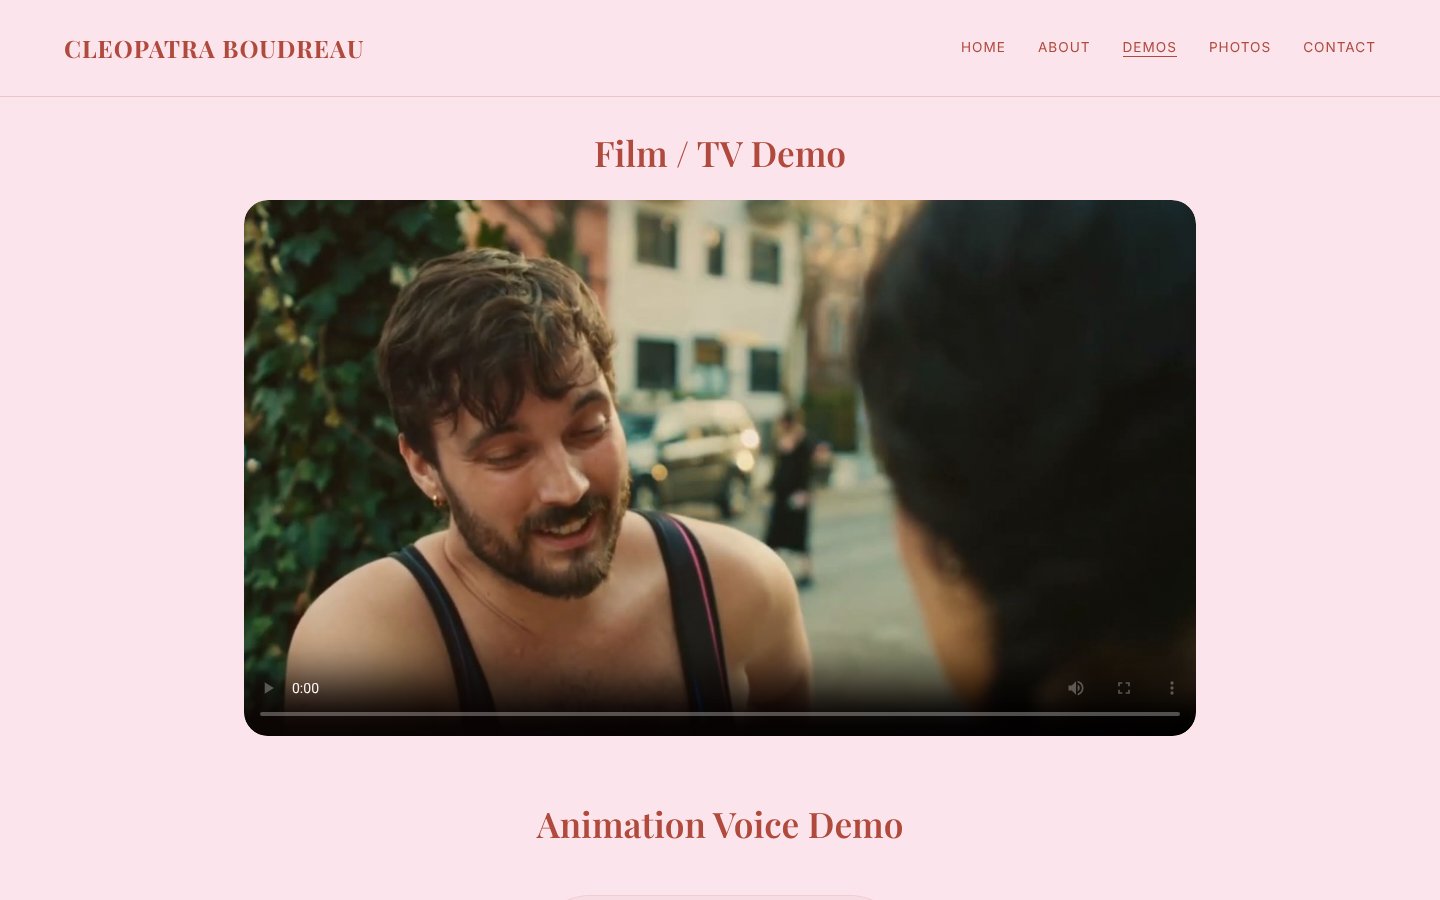 CLEOPATRA BOUDREAU
HOME ABOUT DEMOS PHOTOS CONTACT
Film / TV Demo
0:00
Animation Voice Demo